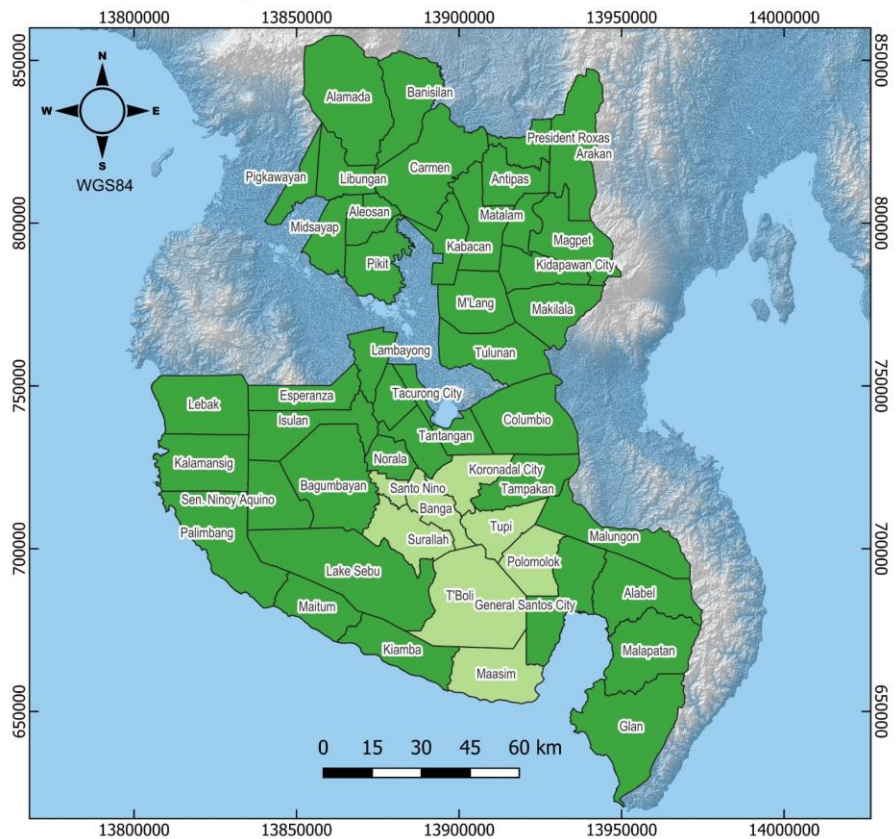 13800000 13850000 13900000 13950000 14000000
850000
800000
750000
700000
650000
850000
800000
750000
700000
650000
N
W E
S
WGS84
Alamada
Banisilan
President Roxas
Arakan
Pigkawayan
Libungan
Carmen
Antipas
Aleosan
Midsayap
Matalam
Kabacan
Magpet
Pikit
Kidapawan City
M'Lang
Makilala
Lambayong
Tulunan
Lebak
Esperanza
Tacurong City
Isulan
Columbio
Tantangan
Kalamansig
Norala
Koronadal City
Bagumbayan
Santo Nino
Tampakan
Sen. Ninoy Aquino
Banga
Palimbang
Tupi
Surallah
Malungon
Polomolok
Lake Sebu
T'Boli
Alabel
General Santos City
Maitum
Kiamba
Malapatan
Maasim
Glan
0 15 30 45 60 km
13800000 13850000 13900000 13950000 14000000